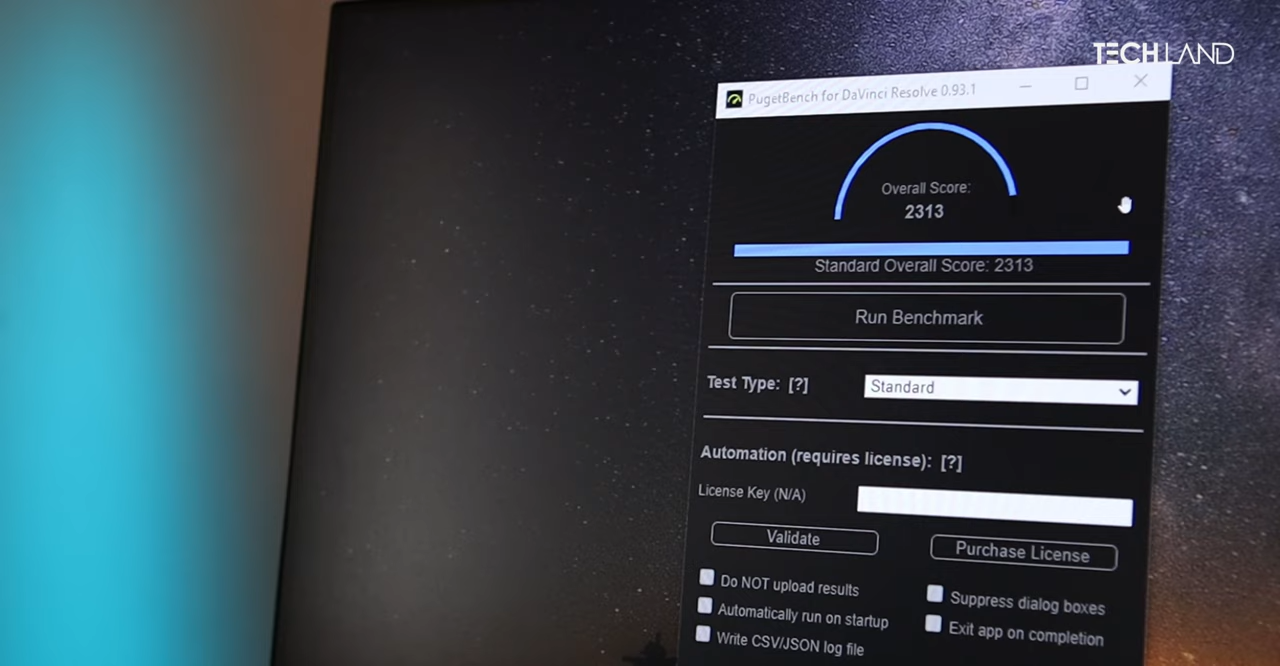 TECHLAND
PugetBench for DaVinci Resolve 0.93.1
Overall Score:
2313
Standard Overall Score: 2313
Run Benchmark
Test Type: [?]
Standard
Automation (requires license): [?]
License Key (N/A)
Validate
Purchase License
Do NOT upload results
Suppress dialog boxes
Automatically run on startup
Exit app on completion
Write CSV/JSON log file